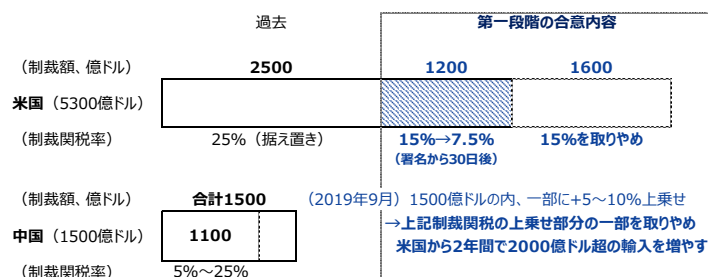 過去 第一段階の合意内容
(制裁額、億ドル) 2500 1200 1600
米国(5300億ドル)
(制裁関税率) 25%(据え置き) 15%→7.5% 15%を取りやめ
(署名から30日後)
(制裁額、億ドル) 合計1500 (2019年9月)1500億ドルの内、一部に+5~10%上乗せ
→上記制裁関税の上乗せ部分の一部を取りやめ
中国(1500億ドル) 1100 米国から2年間で2000億ドル超の輸入を増やす
(制裁関税率) 5%~25%